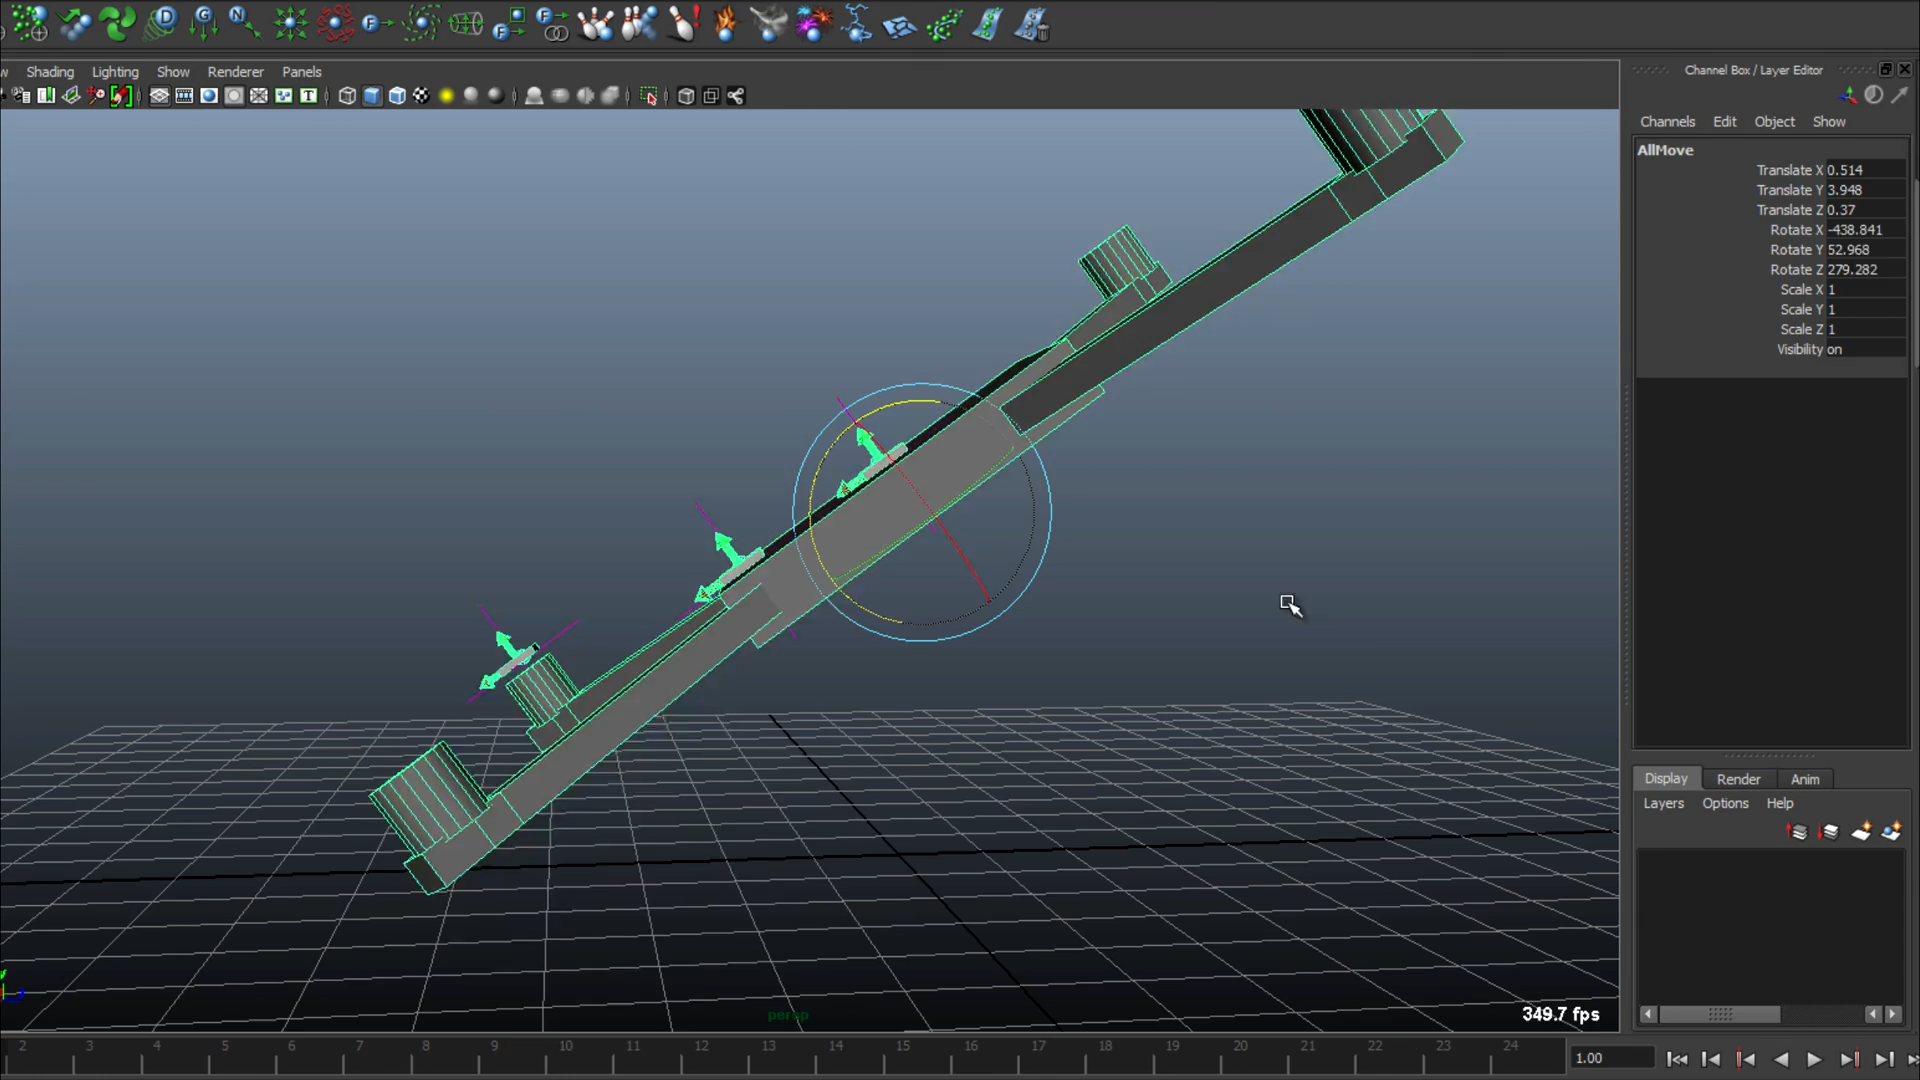 w Shading Lighting Show Renderer Panels
Channel Box / Layer Editor
Channels Edit Object Show
AllMove
Translate X 0.514
Translate Y 3.948
Translate Z 0.37
Rotate X -438.841
Rotate Y 52.968
Rotate Z 279.282
Scale X 1
Scale Y 1
Scale Z 1
Visibility on
Display Render Anim
Layers Options Help
persp
349.7 fps
2 3 4 5 6 7 8 9 10 11 12 13 14 15 16 17 18 19 20 21 22 23 24
1.00